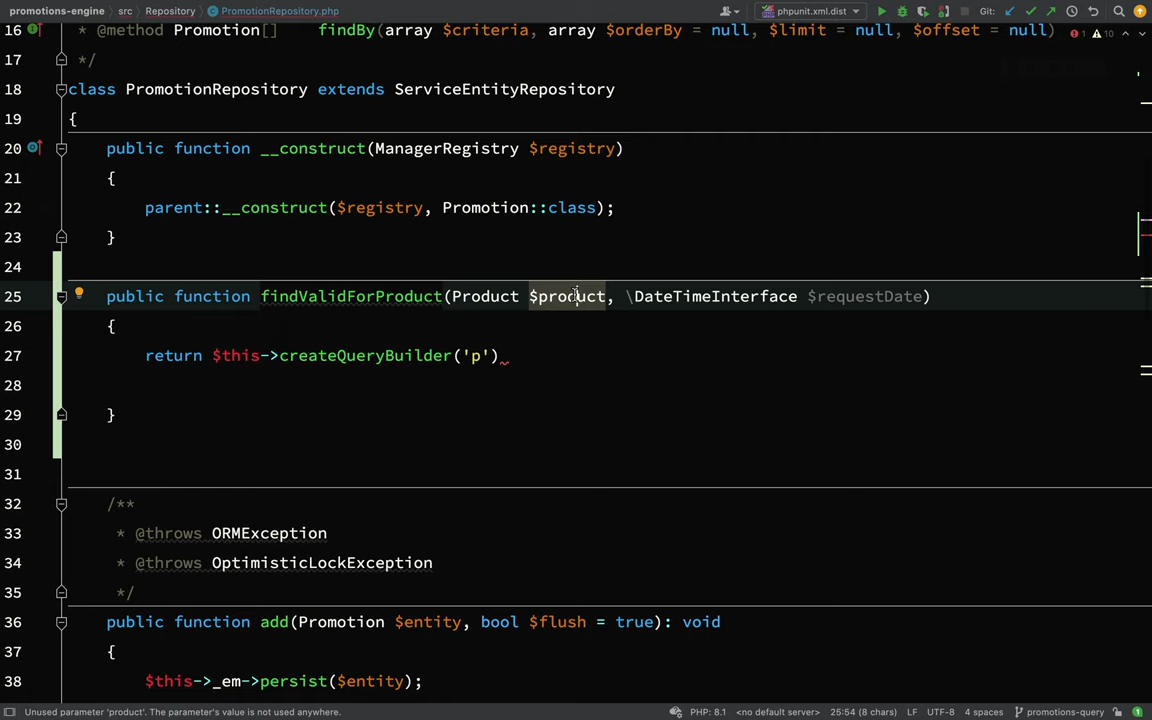 promotions-engine › src › Repository › PromotionRepository.php
phpunit.xml.dist
Git:
16 * @method Promotion[] findBy(array $criteria, array $orderBy = null, $limit = null, $offset = null)
1 10
17 */
18 class PromotionRepository extends ServiceEntityRepository
19 {
20 public function __construct(ManagerRegistry $registry)
21 {
22 parent::__construct($registry, Promotion::class);
23 }
24
25 public function findValidForProduct(Product $product, \DateTimeInterface $requestDate)
26 {
27 return $this->createQueryBuilder('p')
28
29 }
30
31
32 /**
33 * @throws ORMException
34 * @throws OptimisticLockException
35 */
36 public function add(Promotion $entity, bool $flush = true): void
37 {
38 $this->_em->persist($entity);
Unused parameter 'product'. The parameter's value is not used anywhere. PHP: 8.1 <no default server> 25:54 (8 chars) LF UTF-8 4 spaces promotions-query